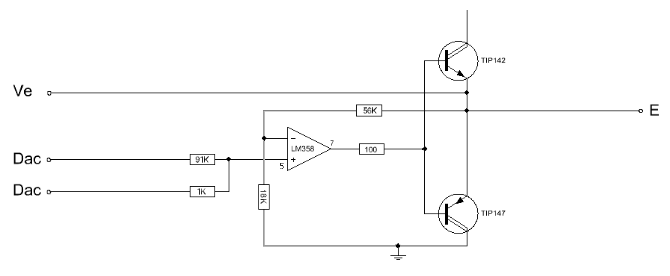 TIP142
Ve
56K
E
LM358
7
Dac
91K
5
100
Dac
1K
18K
TIP147